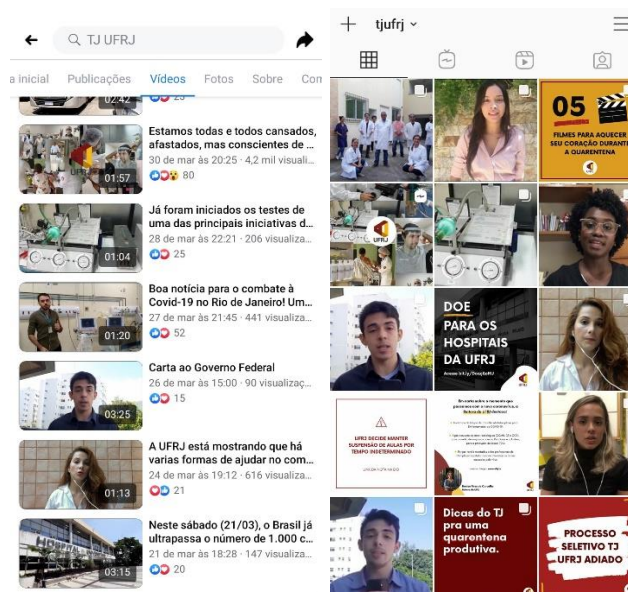 TJ UFRJ
a inicial Publicações Vídeos Fotos Sobre Com
02:42
23
Estamos todas e todos cansados,
afastados, mas conscientes de ...
30 de mar às 20:25 · 4,2 mil visuali...
80
01:57
Já foram iniciados os testes de
uma das principais iniciativas d...
28 de mar às 22:21 · 206 visualiza...
25
01:04
Boa notícia para o combate à
Covid-19 no Rio de Janeiro! Um...
27 de mar às 21:45 · 441 visualiza...
52
01:20
Carta ao Governo Federal
26 de mar às 15:00 · 90 visualizaç...
15
03:25
A UFRJ está mostrando que há
varias formas de ajudar no com...
24 de mar às 19:12 · 616 visualiza...
21
01:13
Neste sábado (21/03), o Brasil já
ultrapassa o número de 1.000 c...
21 de mar às 18:28 · 147 visualiza...
20
03:15
tjufrj
05
FILMES PARA AQUECER
SEU CORAÇÃO DURANTE
A QUARENTENA
UFRJ
DOE
PARA OS
HOSPITAIS
DA UFRJ
UFRJ DECIDE MANTER
SUSPENSÃO DE AULAS POR
TEMPO INDETERMINADO
Dicas do TJ
pra uma
quarentena
produtiva.
PROCESSO
SELETIVO TJ
UFRJ ADIADO